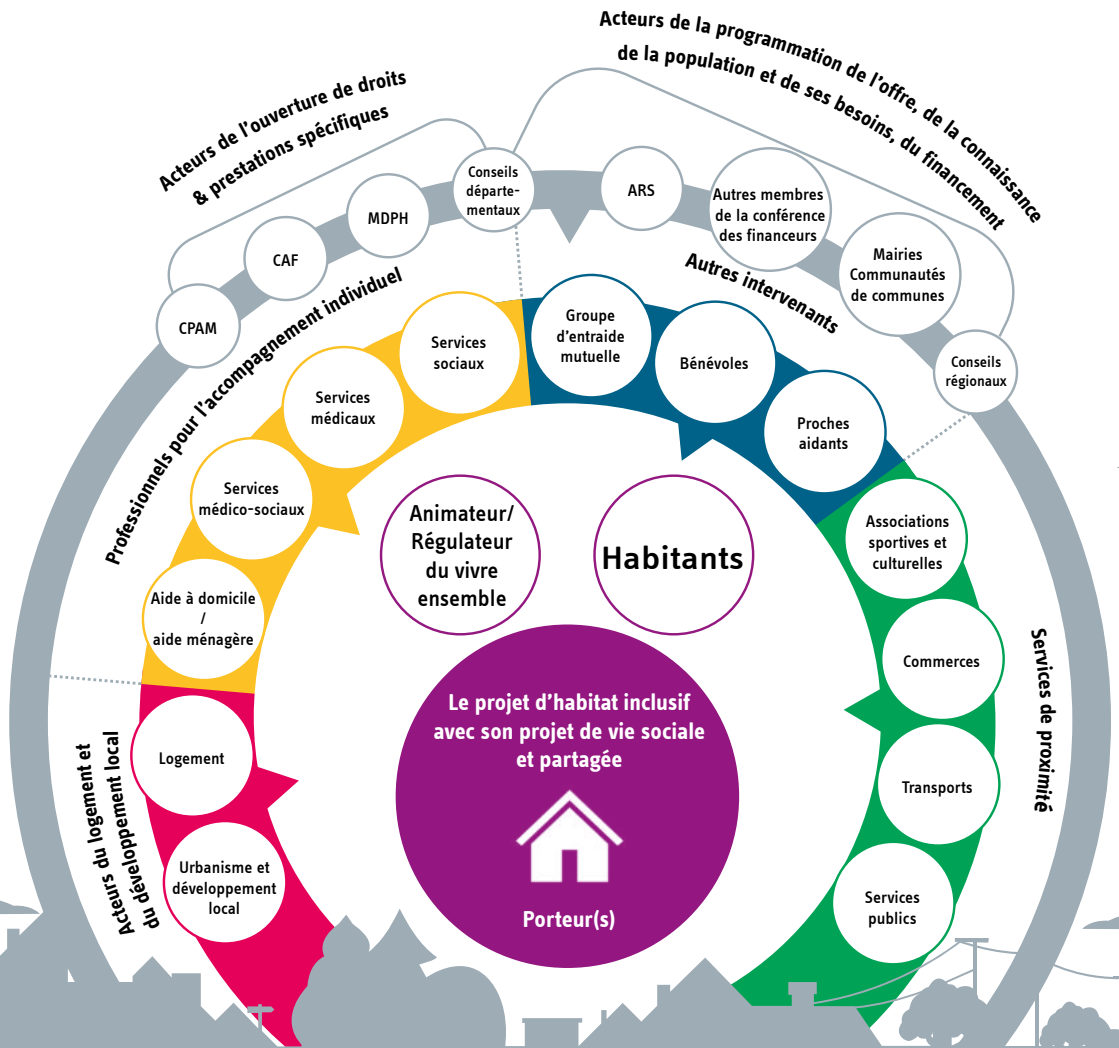 Acteurs de l'ouverture de droits
& prestations spécifiques
Acteurs de la programmation de l'offre, de la connaissance
de la population et de ses besoins, du financement
CPAM
CAF
MDPH
Conseils
départe-
mentaux
ARS
Autres membres
de la conférence
des financeurs
Mairies
Communautés
de communes
Conseils
régionaux
Professionnels pour l'accompagnement individuel
Aide à domicile
/
aide ménagère
Services
médico-sociaux
Services
médicaux
Services
sociaux
Autres intervenants
Groupe
d'entraide
mutuelle
Bénévoles
Proches
aidants
Services de proximité
Associations
sportives et
culturelles
Commerces
Transports
Services
publics
Acteurs du logement et
du développement local
Logement
Urbanisme et
développement
local
Animateur/
Régulateur
du vivre
ensemble
Habitants
Le projet d'habitat inclusif
avec son projet de vie sociale
et partagée
Porteur(s)